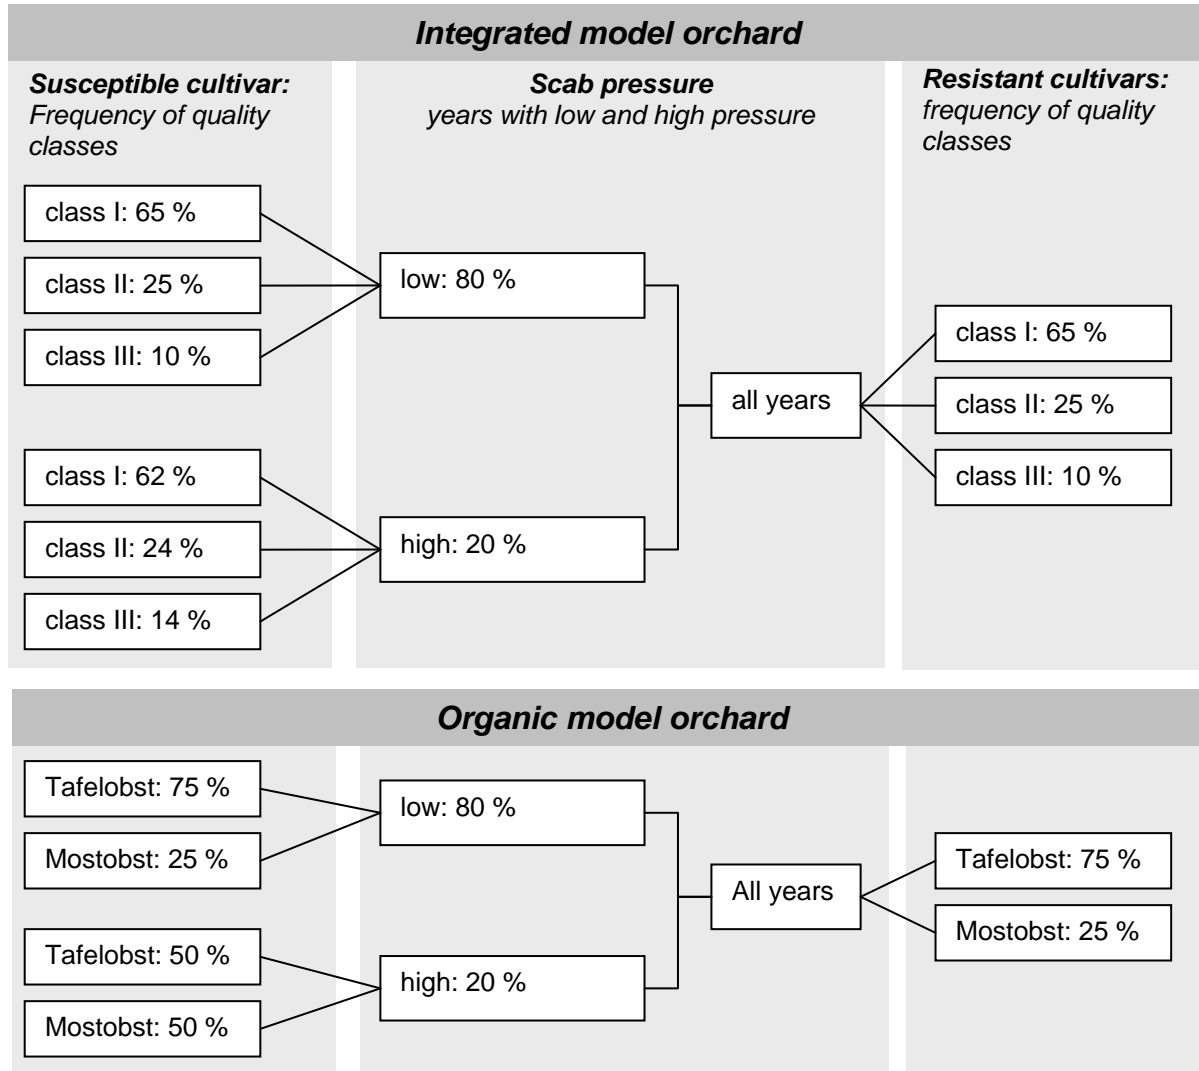 Integrated model orchard
Susceptible cultivar:
Frequency of quality
classes
Scab pressure
years with low and high pressure
Resistant cultivars:
frequency of quality
classes
class I: 65 %
class II: 25 %
class III: 10 %
class I: 62 %
class II: 24 %
class III: 14 %
low: 80 %
high: 20 %
all years
class I: 65 %
class II: 25 %
class III: 10 %
Organic model orchard
Tafelobst: 75 %
Mostobst: 25 %
Tafelobst: 50 %
Mostobst: 50 %
low: 80 %
high: 20 %
All years
Tafelobst: 75 %
Mostobst: 25 %